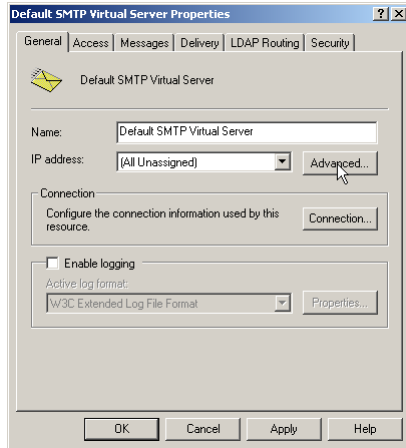 Default SMTP Virtual Server Properties
General Access Messages Delivery LDAP Routing Security
Default SMTP Virtual Server
Name: Default SMTP Virtual Server
IP address: (All Unassigned) Advanced...
Connection
Configure the connection information used by this
resource.
Connection...
Enable logging
Active log format:
W3C Extended Log File Format Properties...
OK Cancel Apply Help